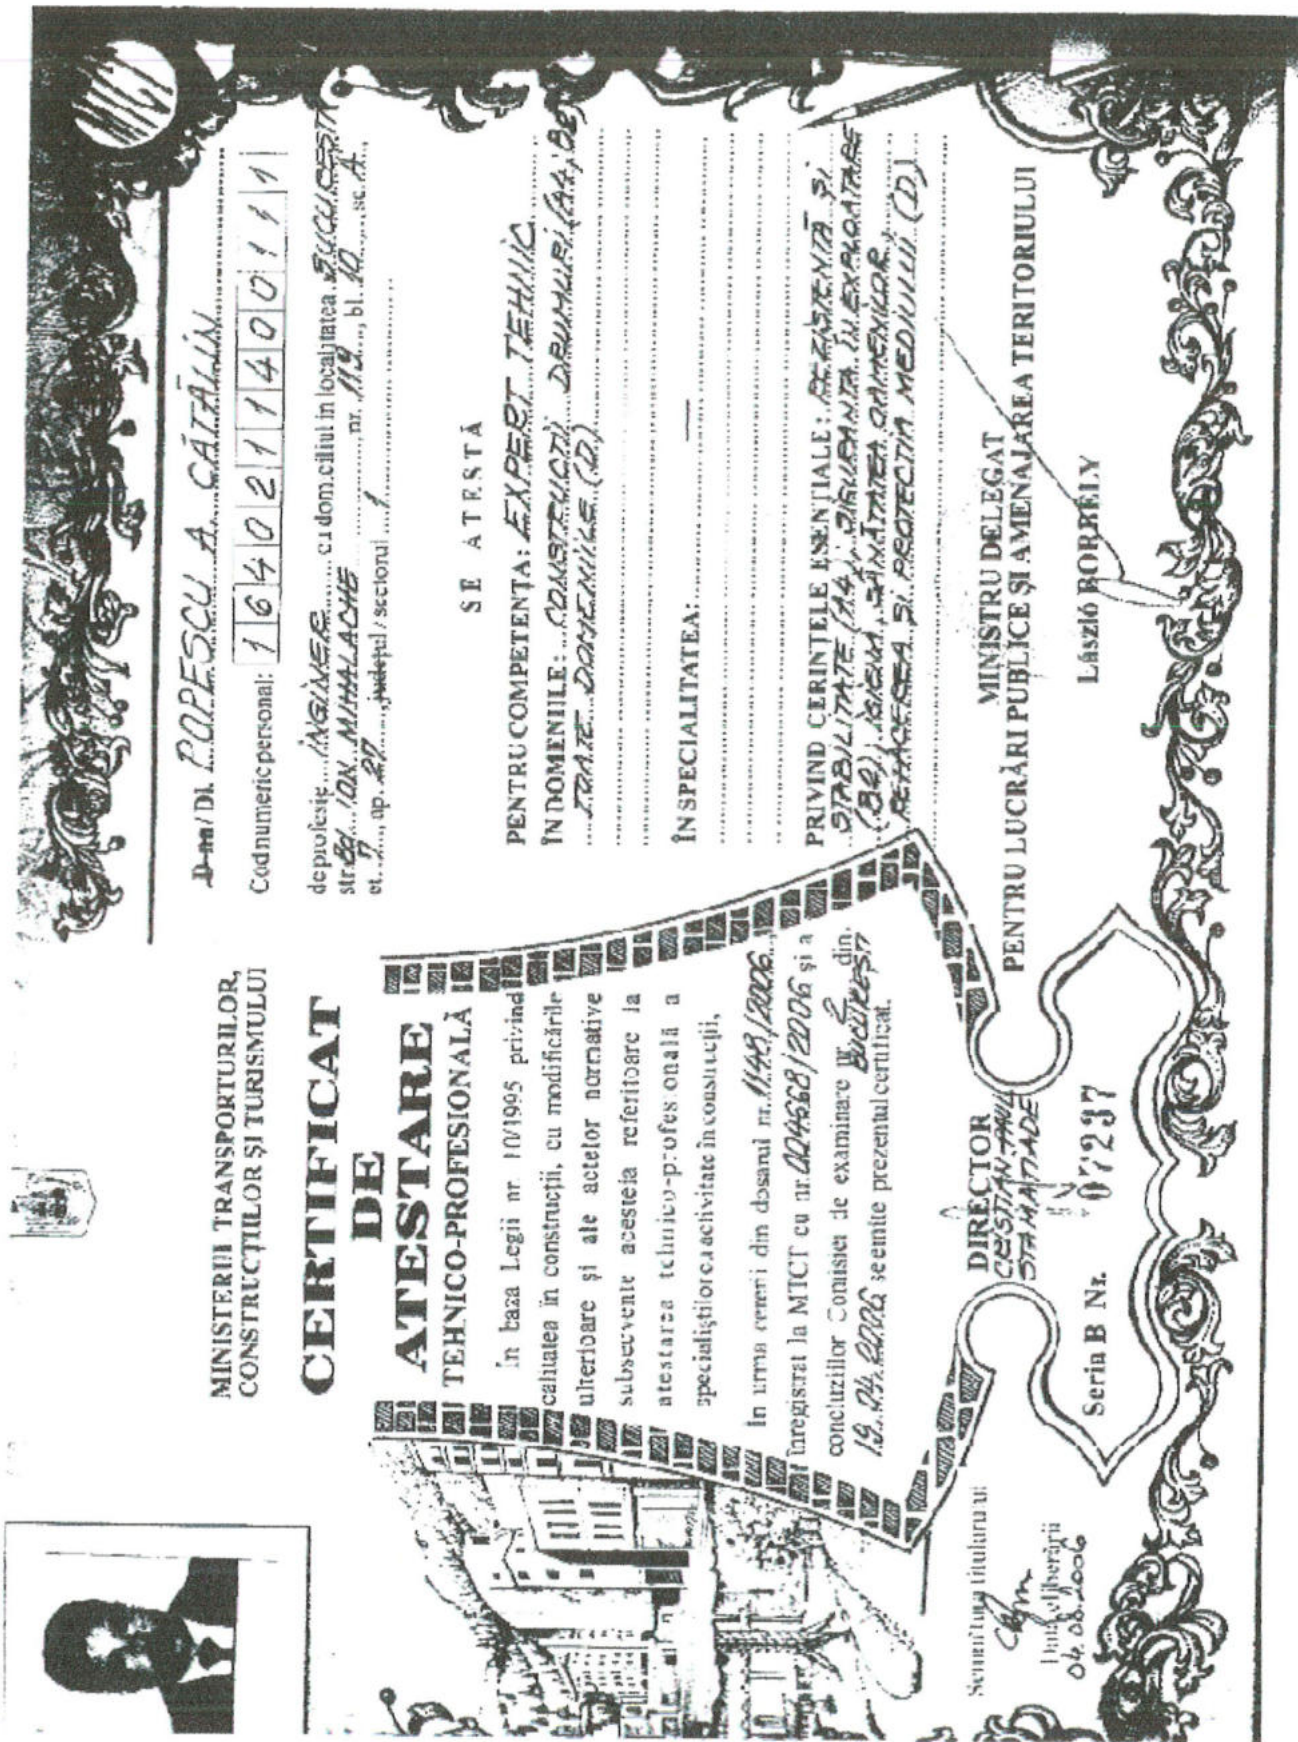 MINISTERUL TRANSPORTURILOR,
CONSTRUCȚIILOR ȘI TURISMULUI
CERTIFICAT
DE
ATESTARE
TEHNICO-PROFESIONALĂ
În baza Legii nr. 10/1995 privind
calitatea în construcții, cu modificările
ulterioare și ale actelor normative
subsecvente acesteia referitoare la
atestarea tehnico-profesională a
specialiștilor cu activitate în construcții,
În urma cererii din dosarul nr. 1148/2006,
înregistrat la MTCT cu nr. 024668/2006 și a
concluziilor Comisiei de examinare nr. 2 din
BUCUREȘTI
19.04.2006, se emite prezentul certificat.
DIRECTOR
CRISTIAN PAUL
STAMATIADE
Seria B Nr. 07237
Semnătura titularului
Data eliberării
04.08.2006
D-na/Dl. POPESCU A. CĂTĂLIN
Cod numeric personal: 1 6 4 0 2 1 1 4 0 0 1 1 1
de profesie INGINER cu domiciliul în localitatea BUCUREȘTI
str. Bd. ION MIHALACHE nr. 119, bl. 10, sc. A,
et. 7, ap. 27, județul / sectorul 1
SE ATESTĂ
PENTRU COMPETENȚA: EXPERT TEHNIC
ÎN DOMENIILE: CONSTRUCȚII DRUMURI (A4, B2)
TOATE DOMENIILE (D)
ÎN SPECIALITATEA: —
PRIVIND CERINȚELE ESENȚIALE: REZISTENȚĂ ȘI
STABILITATE (A4), SIGURANȚA ÎN EXPLOATARE
IGIENA, SĂNĂTATEA OAMENILOR,
REFACEREA ȘI PROTECȚIA MEDIULUI (D)
MINISTRU DELEGAT
PENTRU LUCRĂRI PUBLICE ȘI AMENAJAREA TERITORIULUI
László BORBÉLY